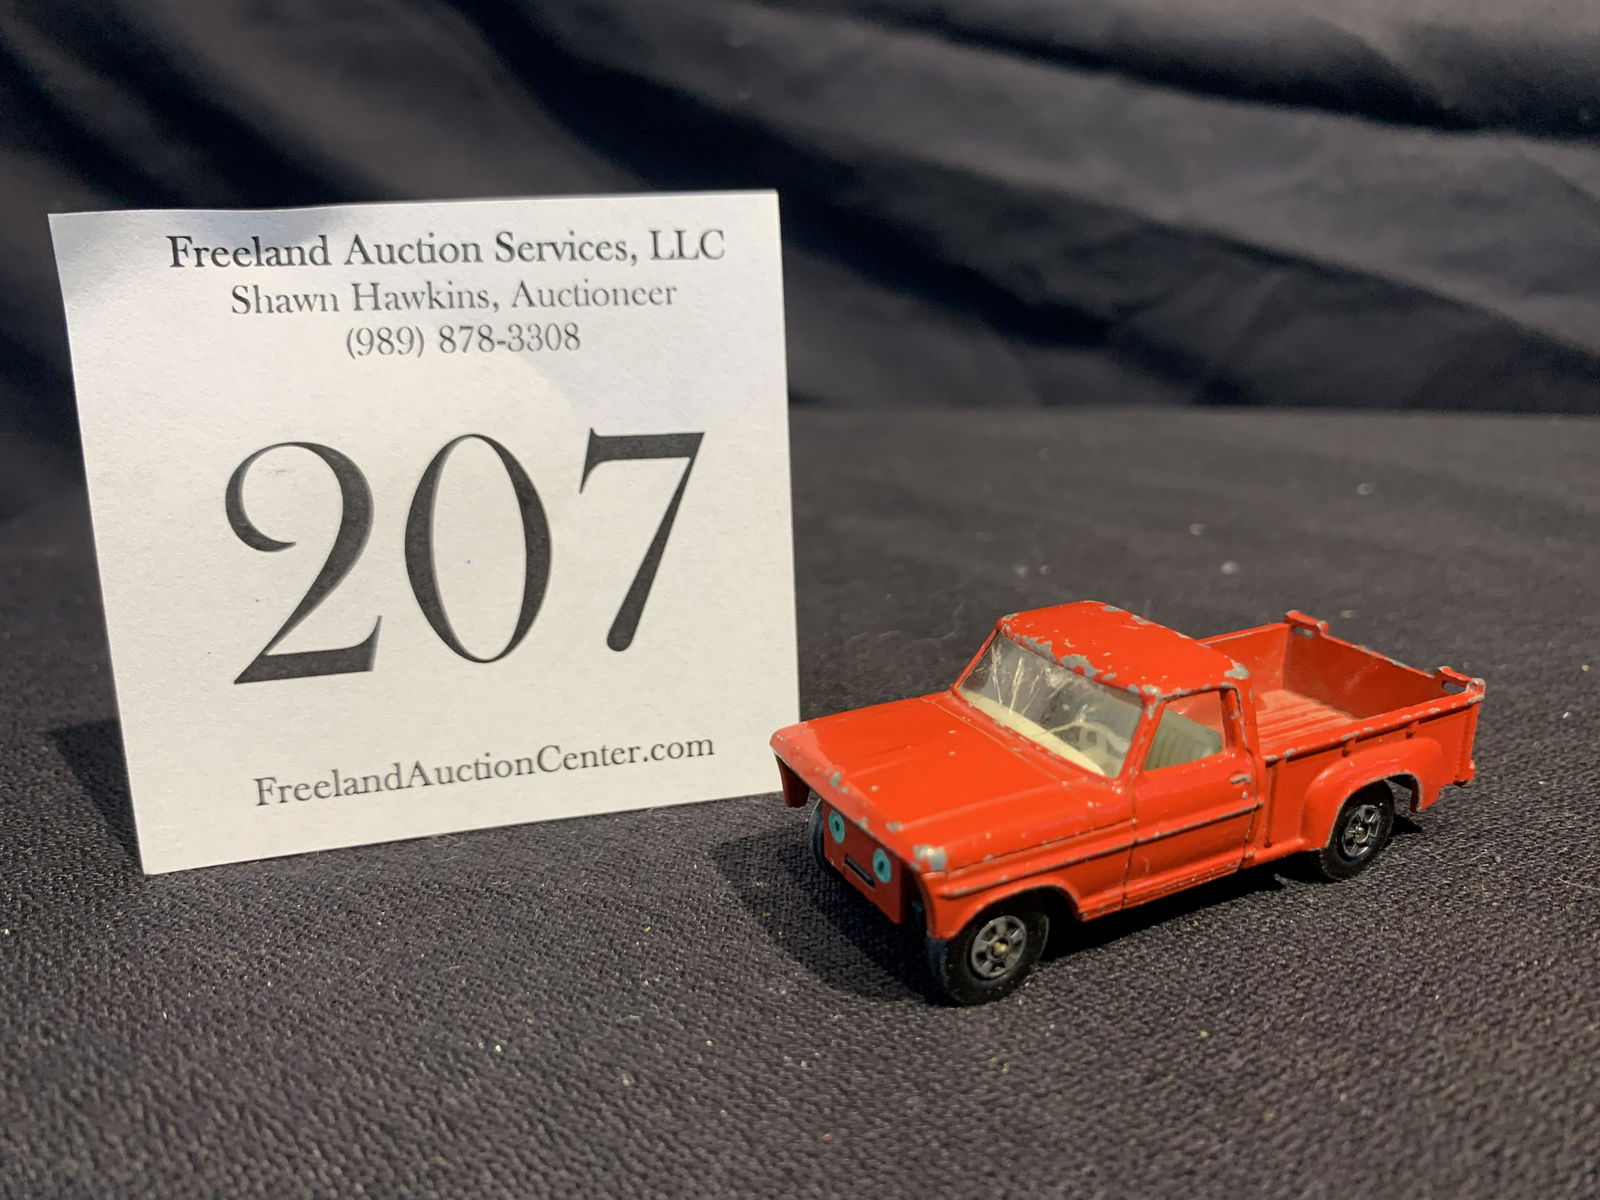 Freeland Auction Services, LLC
Shawn Hawkins, Auctioneer
(989) 878-3308
207
FreelandAuctionCenter.com